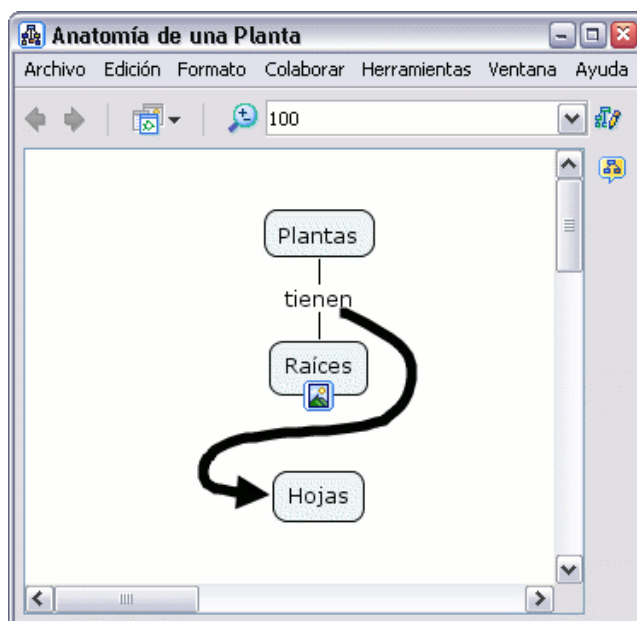 Anatomía de una Planta
Archivo Edición Formato Colaborar Herramientas Ventana Ayuda
100
Plantas
tienen
Raíces
Hojas